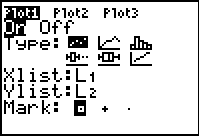 Plot1 Plot2 Plot3
On Off
Type:
Xlist:L₁
Ylist:L₂
Mark: ▫ + ·